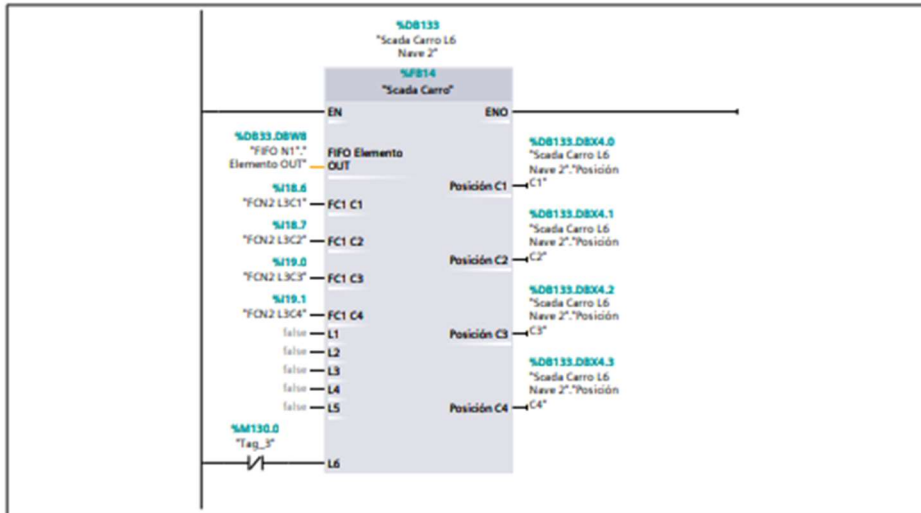 %DB133
"Scada Carro L6
Nave 2"
%FB14
"Scada Carro"
EN
ENO
%DB33.DBW8
"FIFO N1"."
Elemento OUT"
FIFO Elemento
OUT
%I18.6
"FCN2 L3C1"
FC1 C1
%I18.7
"FCN2 L3C2"
FC1 C2
%I19.0
"FCN2 L3C3"
FC1 C3
%I19.1
"FCN2 L3C4"
FC1 C4
false
L1
false
L2
false
L3
false
L4
false
L5
%M130.0
"Tag_3"
L6
%DB133.DBX4.0
"Scada Carro L6
Nave 2"."Posición
C1"
Posición C1
%DB133.DBX4.1
"Scada Carro L6
Nave 2"."Posición
C2"
Posición C2
%DB133.DBX4.2
"Scada Carro L6
Nave 2"."Posición
C3"
Posición C3
%DB133.DBX4.3
"Scada Carro L6
Nave 2"."Posición
C4"
Posición C4